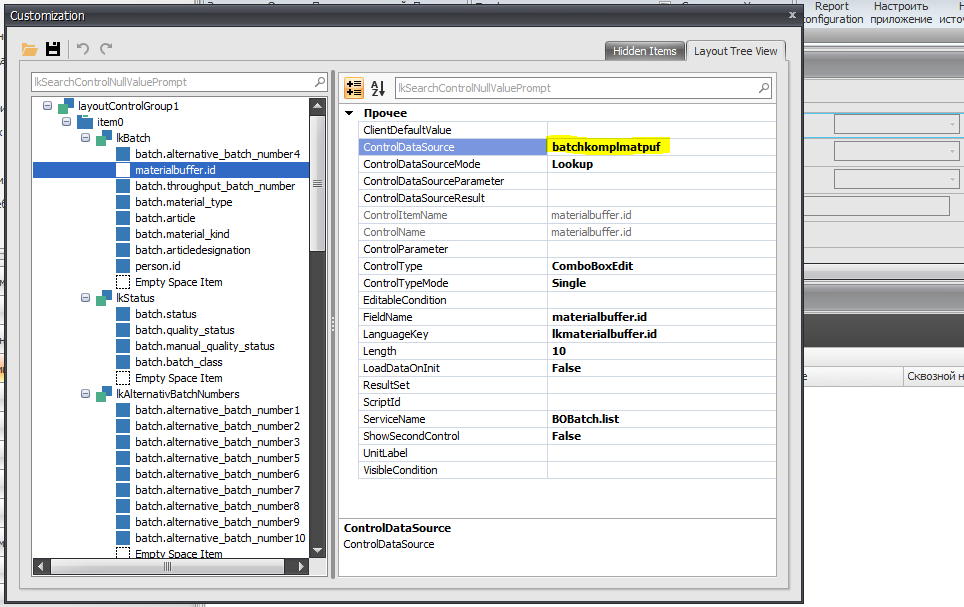 Customization
x
Report
Настроить
onfiguration
приложение
источ
Hidden Items
Layout Tree View
lkSearchControlNullValuePrompt
layoutControlGroup1
item0
lkBatch
batch.alternative_batch_number4
materialbuffer.id
batch.throughput_batch_number
batch.material_type
batch.article
batch.material_kind
batch.articledesignation
person.id
Empty Space Item
lkStatus
batch.status
batch.quality_status
batch.manual_quality_status
batch.batch_class
Empty Space Item
lkAlternativBatchNumbers
batch.alternative_batch_number1
batch.alternative_batch_number2
batch.alternative_batch_number3
batch.alternative_batch_number5
batch.alternative_batch_number6
batch.alternative_batch_number7
batch.alternative_batch_number8
batch.alternative_batch_number9
batch.alternative_batch_number10
Empty Space Item
AZ
lkSearchControlNullValuePrompt
Прочее
ClientDefaultValue
ControlDataSource batchkomplmatpuf
ControlDataSourceMode Lookup
ControlDataSourceParameter
ControlDataSourceResult
ControlItemName materialbuffer.id
ControlName materialbuffer.id
ControlParameter
ControlType ComboBoxEdit
ControlTypeMode Single
EditableCondition
FieldName materialbuffer.id
LanguageKey lkmaterialbuffer.id
Length 10
LoadDataOnInit False
ResultSet
ScriptId
ServiceName BOBatch.list
ShowSecondControl False
UnitLabel
VisibleCondition
ControlDataSource
ControlDataSource
е
Сквозной н